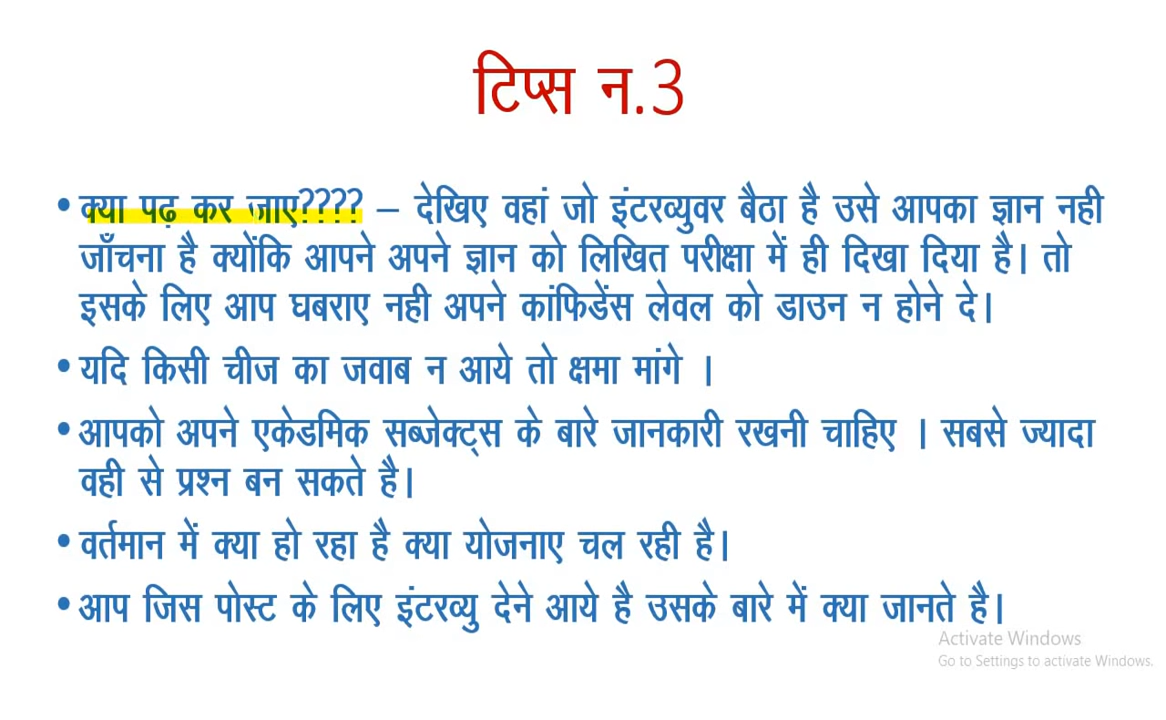 टिप्स न.3
• क्या पढ़ कर जाए???? – देखिए वहां जो इंटरव्युवर बैठा है उसे आपका ज्ञान नही
जाँचना है क्योंकि आपने अपने ज्ञान को लिखित परीक्षा में ही दिखा दिया है। तो
इसके लिए आप घबराए नही अपने कांफिडेंस लेवल को डाउन न होने दे।
• यदि किसी चीज का जवाब न आये तो क्षमा मांगे ।
• आपको अपने एकेडमिक सब्जेक्ट्स के बारे जानकारी रखनी चाहिए । सबसे ज्यादा
वही से प्रश्न बन सकते है।
• वर्तमान में क्या हो रहा है क्या योजनाए चल रही है।
• आप जिस पोस्ट के लिए इंटरव्यु देने आये है उसके बारे में क्या जानते है।
Activate Windows
Go to Settings to activate Windows.